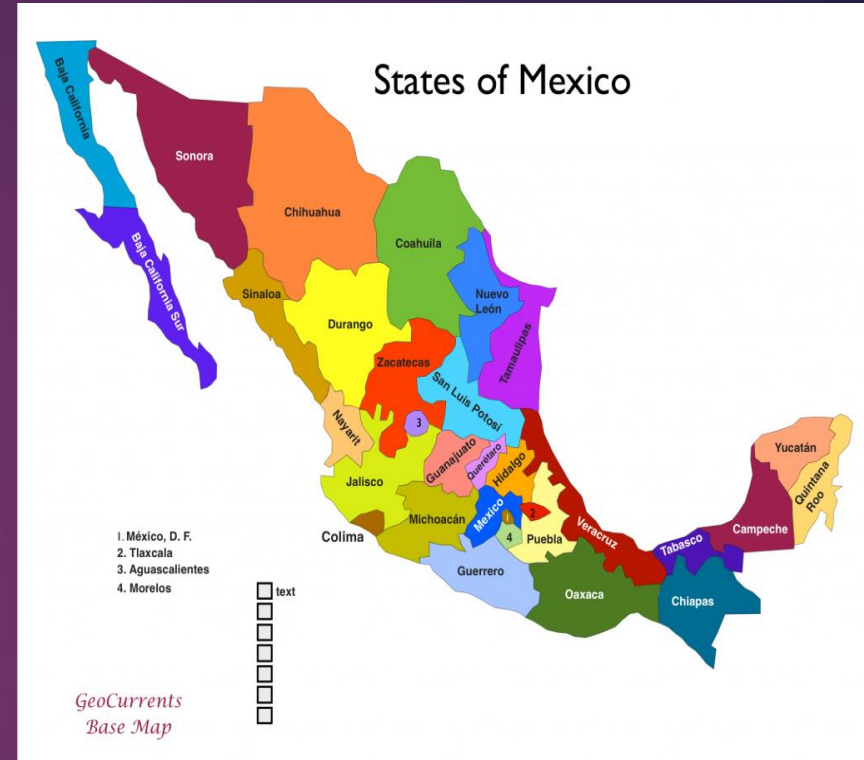 States of Mexico
Baja California
Sonora
Chihuahua
Coahuila
Baja California Sur
Sinaloa
Nuevo
León
Durango
Tamaulipas
Zacatecas
San Luis Potosí
3
Nayarit
Yucatán
Guanajuato
Querétaro
Hidalgo
Quintana
Roo
Jalisco
Mexico
1
2
Michoacán
Veracruz
Campeche
Colima
4
Puebla
Tabasco
Guerrero
Oaxaca
Chiapas
1. México, D. F.
2. Tlaxcala
3. Aguascalientes
4. Morelos
text
GeoCurrents
Base Map